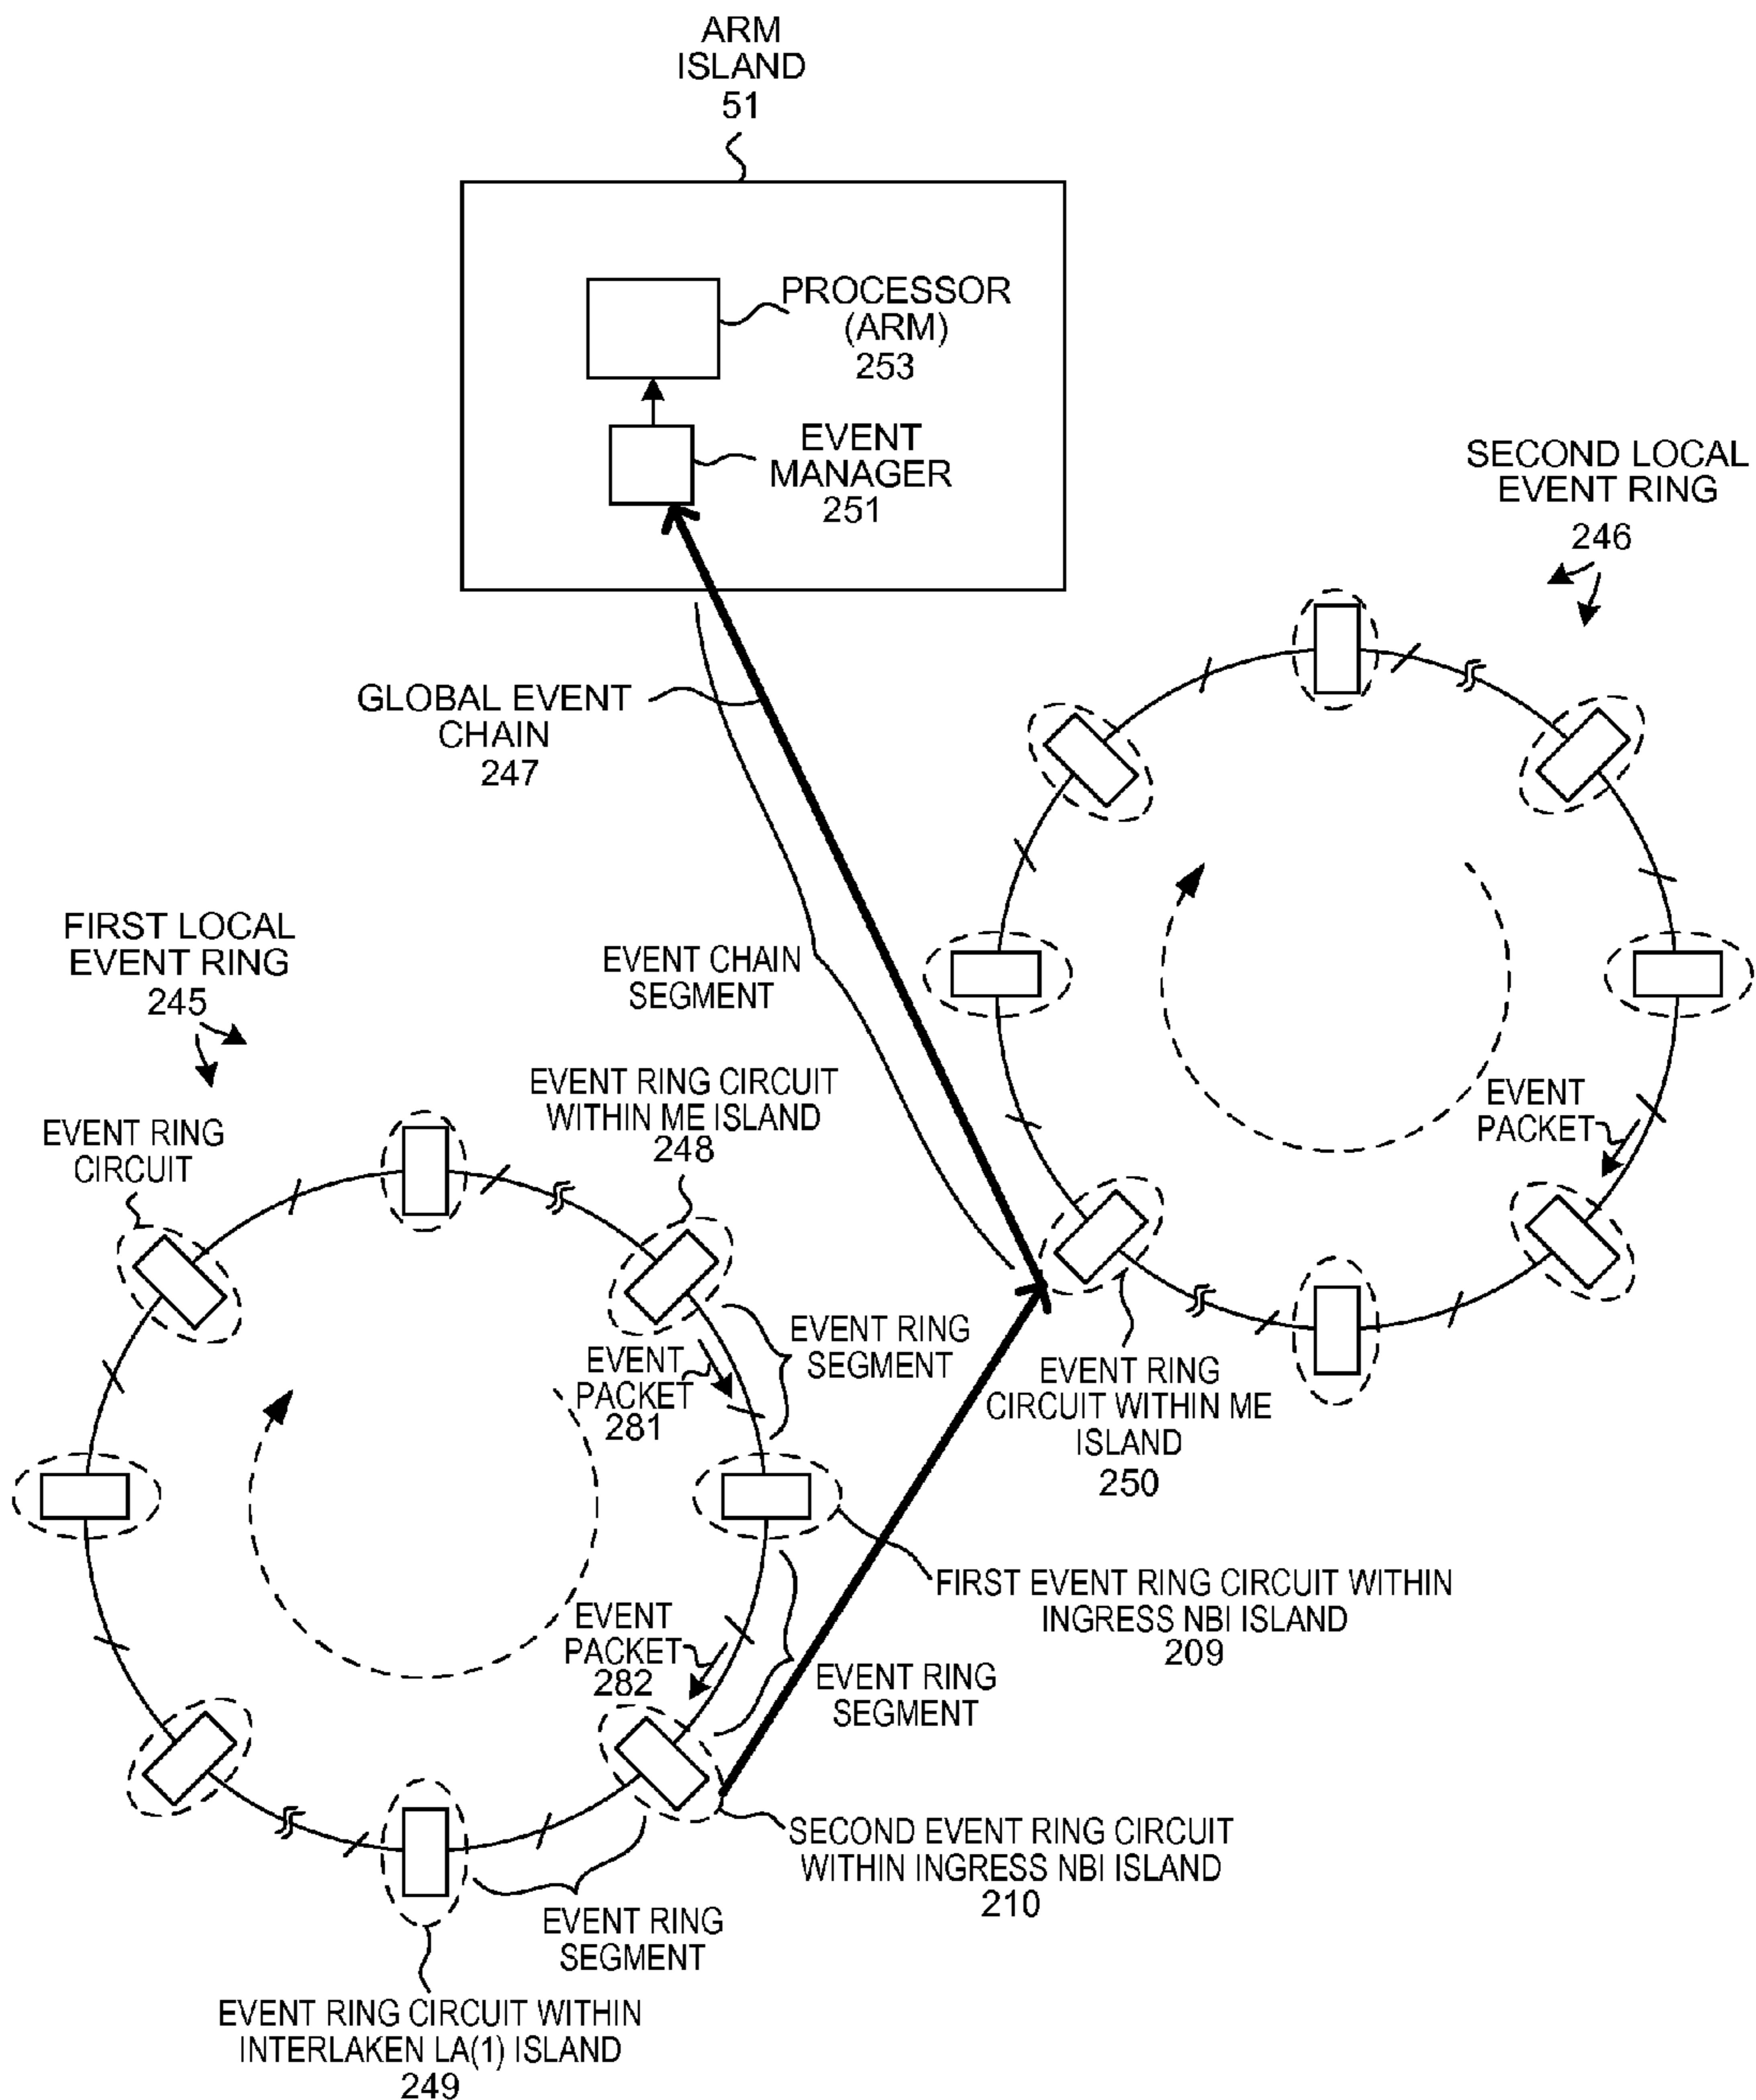 ARM
ISLAND
51
PROCESSOR
(ARM)
253
EVENT
MANAGER
251
SECOND LOCAL
EVENT RING
246
GLOBAL EVENT
CHAIN
247
FIRST LOCAL
EVENT RING
245
EVENT CHAIN
SEGMENT
EVENT RING CIRCUIT
WITHIN ME ISLAND
248
EVENT
PACKET
EVENT RING
CIRCUIT
EVENT RING
SEGMENT
EVENT
PACKET
281
EVENT RING
CIRCUIT WITHIN ME
ISLAND
250
FIRST EVENT RING CIRCUIT WITHIN
INGRESS NBI ISLAND
209
EVENT
PACKET
282
EVENT RING
SEGMENT
SECOND EVENT RING CIRCUIT
WITHIN INGRESS NBI ISLAND
210
EVENT RING
SEGMENT
EVENT RING CIRCUIT WITHIN
INTERLAKEN LA(1) ISLAND
249